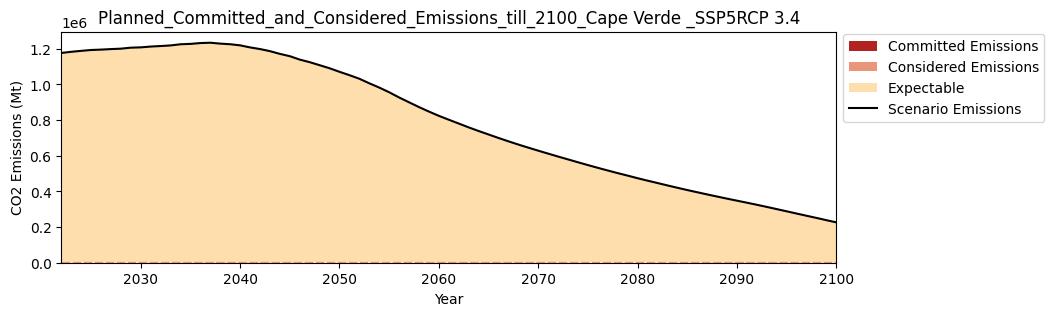 Planned_Committed_and_Considered_Emissions_till_2100_Cape Verde _SSP5RCP 3.4
1e6
1.2
1.0
0.8
0.6
0.4
0.2
0.0
CO2 Emissions (Mt)
2030 2040 2050 2060 2070 2080 2090 2100
Year
Committed Emissions
Considered Emissions
Expectable
Scenario Emissions